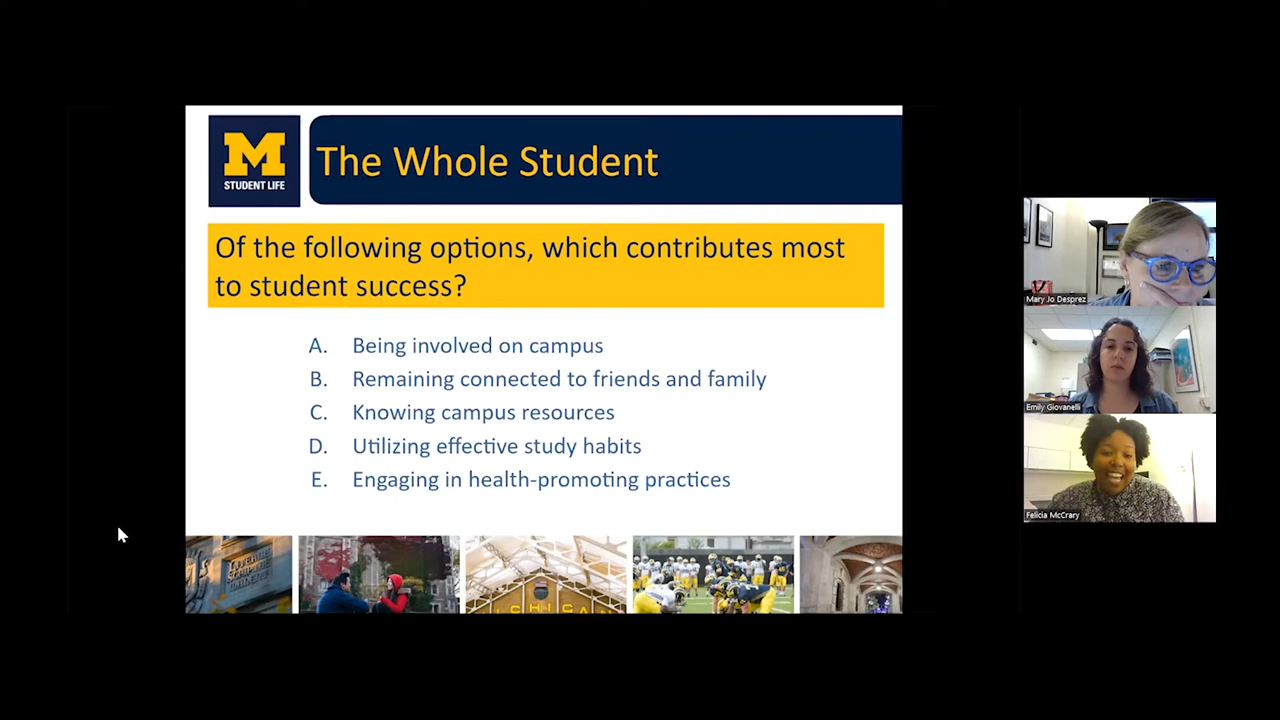 M
STUDENT LIFE
The Whole Student
Of the following options, which contributes most
to student success?
A. Being involved on campus
B. Remaining connected to friends and family
C. Knowing campus resources
D. Utilizing effective study habits
E. Engaging in health-promoting practices
Mary Jo Desprez
Emily Giovanelli
Felicia McCrary